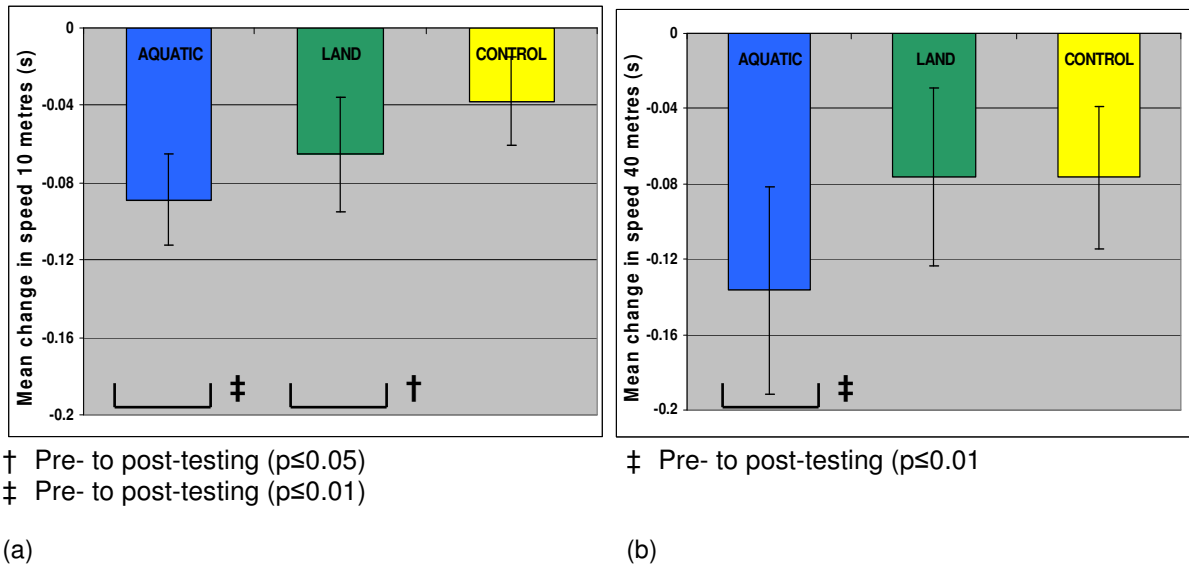 Mean change in speed 10 metres (s)
0
-0.04
-0.08
-0.12
-0.16
-0.2
AQUATIC LAND CONTROL
‡ †
† Pre- to post-testing (p≤0.05)
‡ Pre- to post-testing (p≤0.01)
(a)
Mean change in speed 40 metres (s)
0
-0.04
-0.08
-0.12
-0.16
-0.2
AQUATIC LAND CONTROL
‡
‡ Pre- to post-testing (p≤0.01
(b)